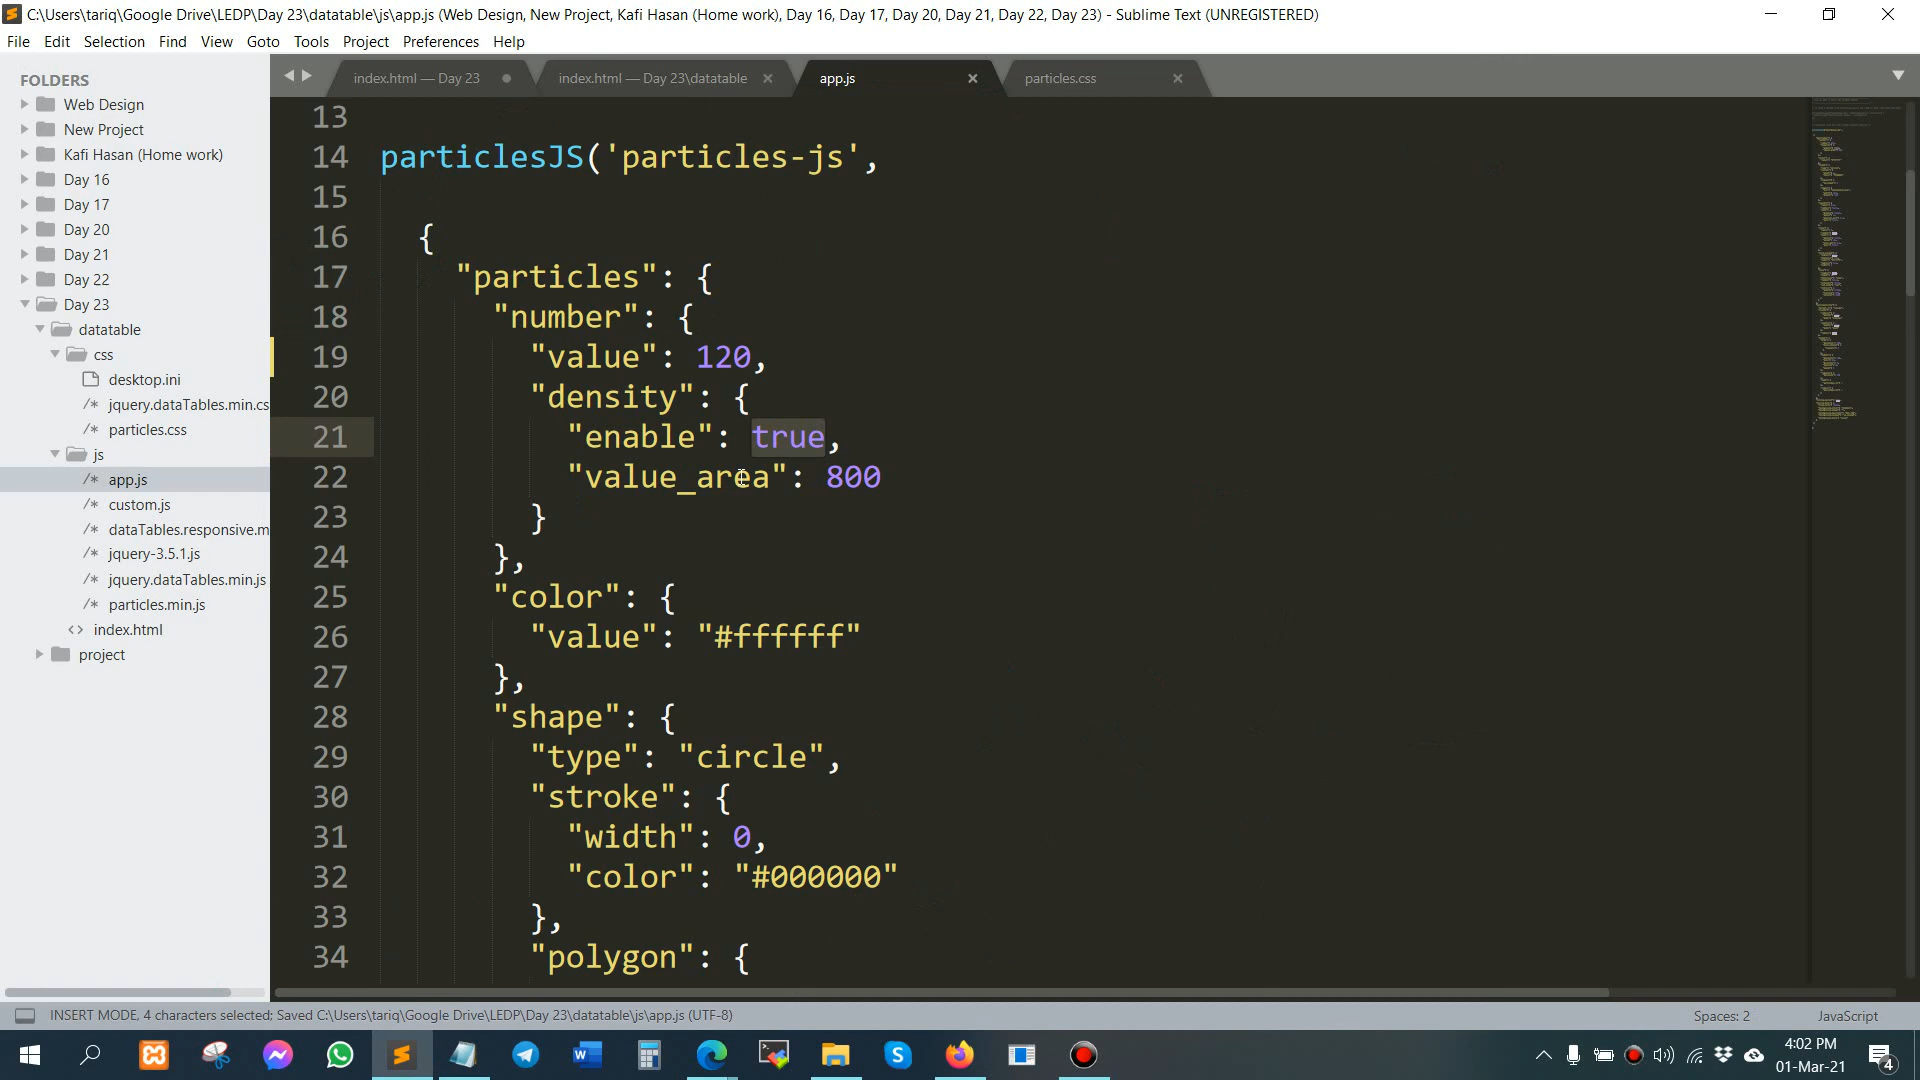 C:\Users\tariq\Google Drive\LEDP\Day 23\datatable\js\app.js (Web Design, New Project, Kafi Hasan (Home work), Day 16, Day 17, Day 20, Day 21, Day 22, Day 23) - Sublime Text (UNREGISTERED)
File Edit Selection Find View Goto Tools Project Preferences Help
index.html — Day 23
index.html — Day 23\datatable
app.js
particles.css
FOLDERS
Web Design
New Project
Kafi Hasan (Home work)
Day 16
Day 17
Day 20
Day 21
Day 22
Day 23
datatable
css
desktop.ini
/* jquery.dataTables.min.cs
/* particles.css
js
/* app.js
/* custom.js
/* dataTables.responsive.m
/* jquery-3.5.1.js
/* jquery.dataTables.min.js
/* particles.min.js
<> index.html
project
13
14 particlesJS('particles-js',
15
16 {
17 "particles": {
18 "number": {
19 "value": 120,
20 "density": {
21 "enable": true,
22 "value_area": 800
23 }
24 },
25 "color": {
26 "value": "#ffffff"
27 },
28 "shape": {
29 "type": "circle",
30 "stroke": {
31 "width": 0,
32 "color": "#000000"
33 },
34 "polygon": {
INSERT MODE, 4 characters selected; Saved C:\Users\tariq\Google Drive\LEDP\Day 23\datatable\js\app.js (UTF-8)
Spaces: 2
JavaScript
4:02 PM
01-Mar-21
4